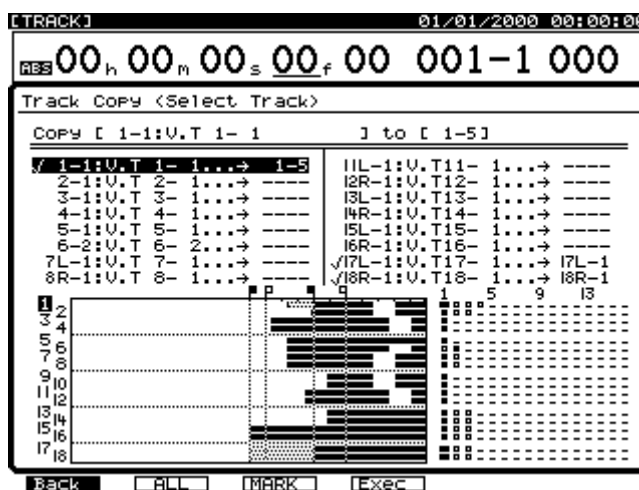 [TRACK] 01/01/2000 00:00:00
ABS 00h 00m 00s 00f 00 001-1 000
Track Copy <Select Track>
Copy [ 1-1:V.T 1- 1 ] to [ 1-5]
√ 1-1:V.T 1- 1...→ 1-5
2-1:V.T 2- 1...→ ----
3-1:V.T 3- 1...→ ----
4-1:V.T 4- 1...→ ----
5-1:V.T 5- 1...→ ----
6-2:V.T 6- 2...→ ----
7L-1:V.T 7- 1...→ ----
8R-1:V.T 8- 1...→ ----
11L-1:V.T11- 1...→ ----
12R-1:V.T12- 1...→ ----
13L-1:V.T13- 1...→ ----
14R-1:V.T14- 1...→ ----
15L-1:V.T15- 1...→ ----
16R-1:V.T16- 1...→ ----
√17L-1:V.T17- 1...→ 17L-1
√18R-1:V.T18- 1...→ 18R-1
1 5 9 13
1
2
3
4
5
6
7
8
9
10
11
12
13
14
15
16
17
18
Back ALL MARK Exec